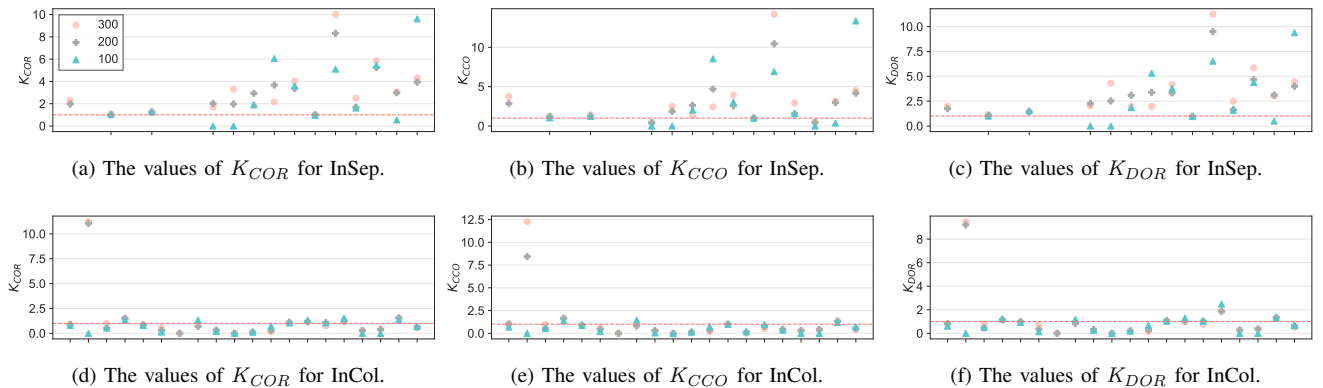 10
8
6
4
2
0
K_COR
300
200
100
10
5
0
K_CCO
10.0
7.5
5.0
2.5
0.0
K_DOR
(a) The values of K_COR for InSep.
(b) The values of K_CCO for InSep.
(c) The values of K_DOR for InSep.
10.0
7.5
5.0
2.5
0.0
K_COR
12.5
10.0
7.5
5.0
2.5
0.0
K_CCO
8
6
4
2
0
K_DOR
(d) The values of K_COR for InCol.
(e) The values of K_CCO for InCol.
(f) The values of K_DOR for InCol.